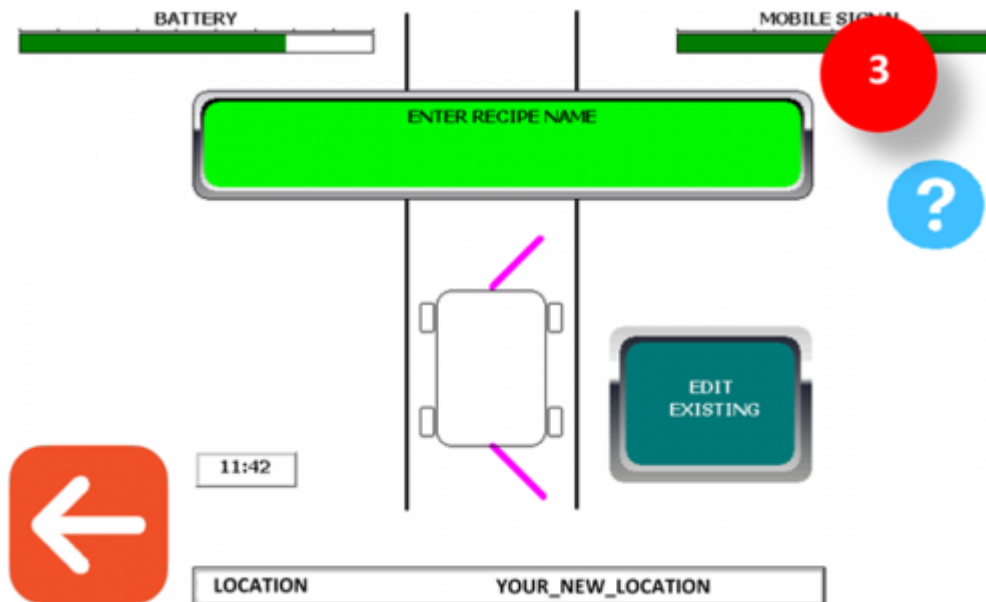 BATTERY
MOBILE SIGNAL
3
ENTER RECIPE NAME
?
EDIT
EXISTING
11:42
LOCATION YOUR_NEW_LOCATION